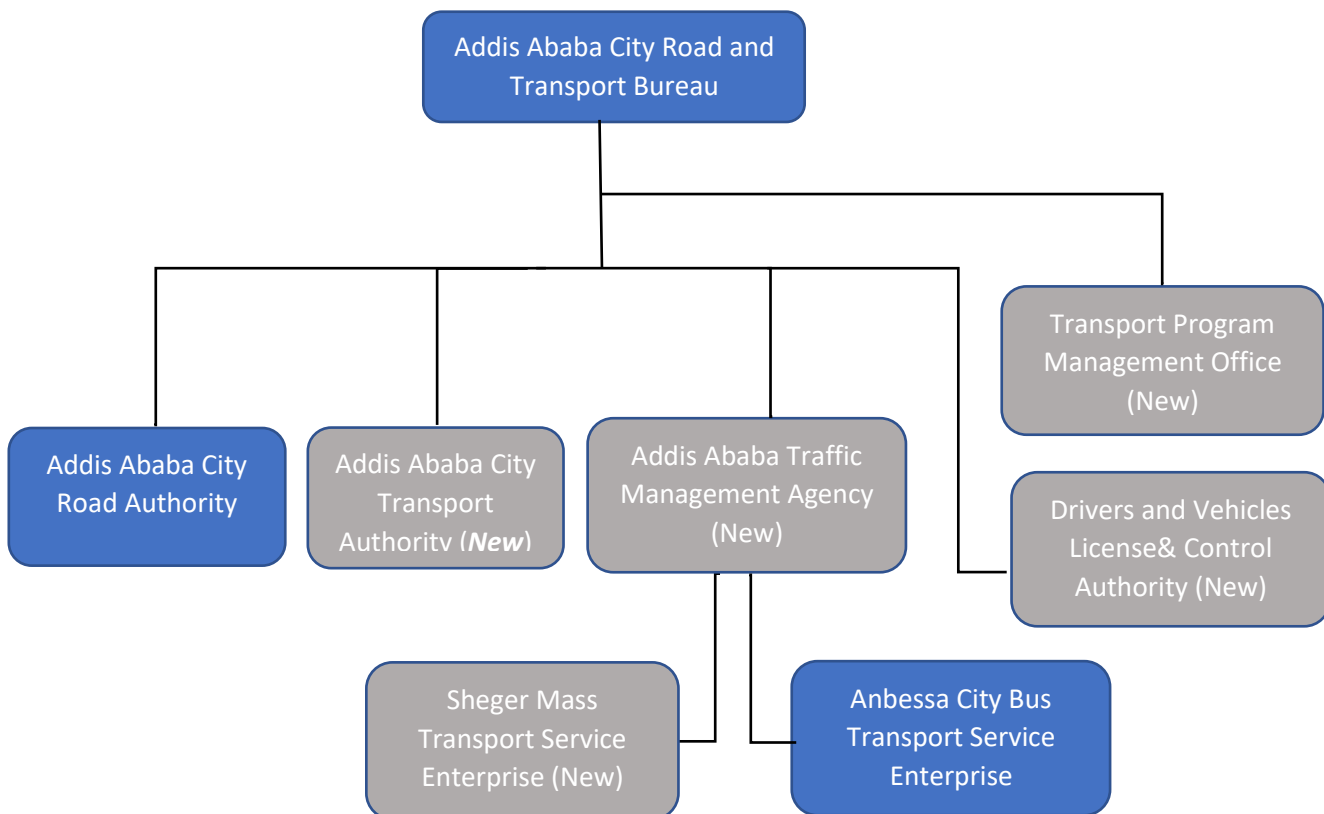 Addis Ababa City Road and
Transport Bureau
Transport Program
Management Office
(New)
Addis Ababa City
Road Authority
Addis Ababa City
Transport
Authority (New)
Addis Ababa Traffic
Management Agency
(New)
Drivers and Vehicles
License& Control
Authority (New)
Sheger Mass
Transport Service
Enterprise (New)
Anbessa City Bus
Transport Service
Enterprise